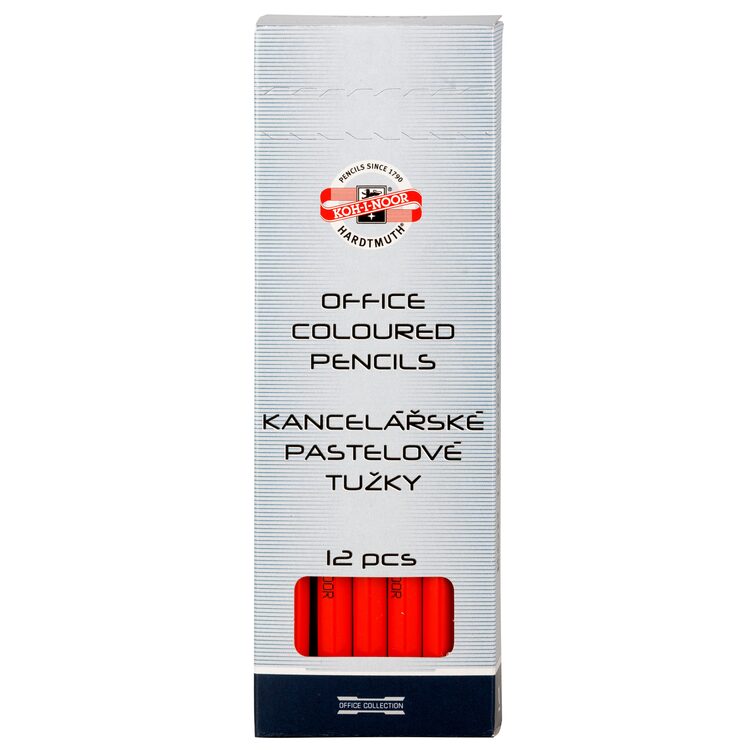 PENCILS SINCE 1790
KOH-I-NOOR
HARDTMUTH®
OFFICE
COLOURED
PENCILS
KANCELÁŘSKÉ
PASTELOVÉ
TUŽKY
12 pcs
OFFICE COLLECTION